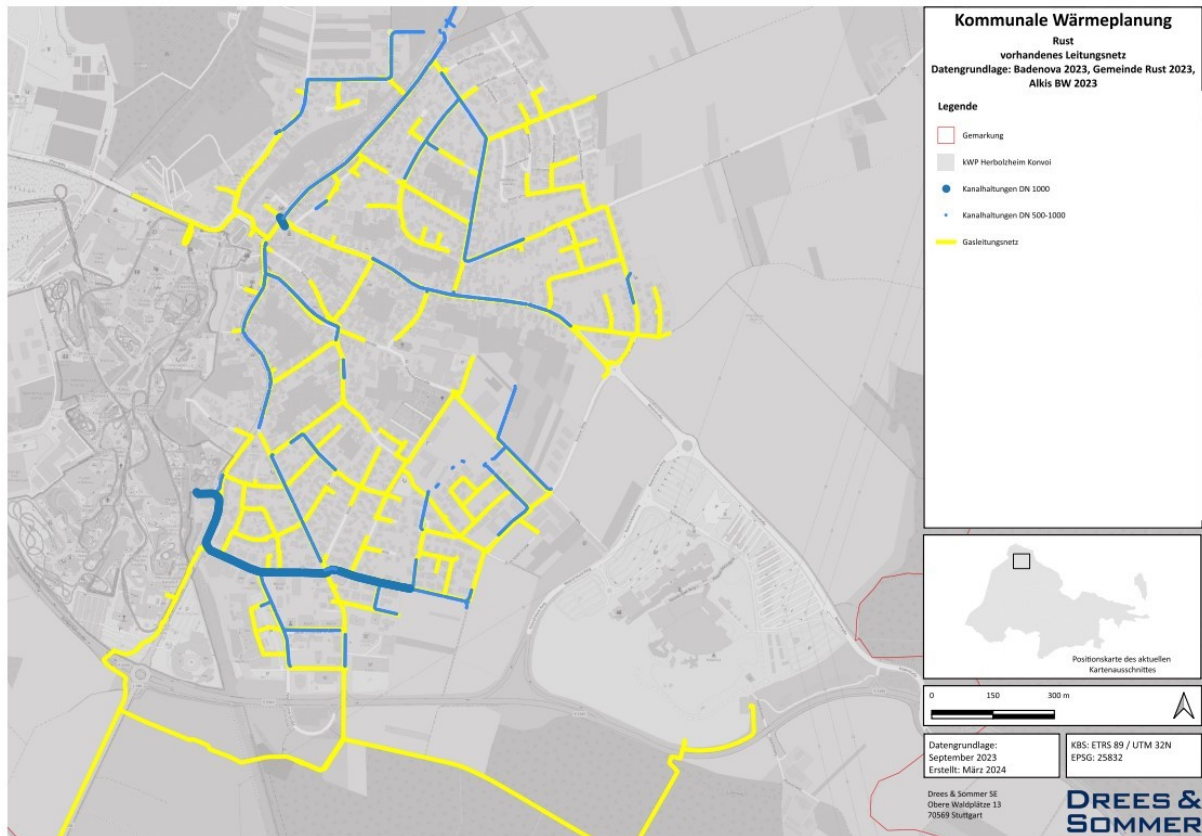 Kommunale Wärmeplanung
Rust
vorhandenes Leitungsnetz
Datengrundlage: Badenova 2023, Gemeinde Rust 2023,
Alkis BW 2023
Legende
Gemarkung
kWP Herbolzheim Konvoi
Kanalhaltungen DN 1000
Kanalhaltungen DN 500-1000
Gasleitungsnetz
Positionskarte des aktuellen
Kartenausschnittes
0 150 300 m
Datengrundlage:
September 2023
Erstellt: März 2024
KBS: ETRS 89 / UTM 32N
EPSG: 25832
Drees & Sommer SE
Obere Waldplätze 13
70569 Stuttgart
DREES &
SOMMER